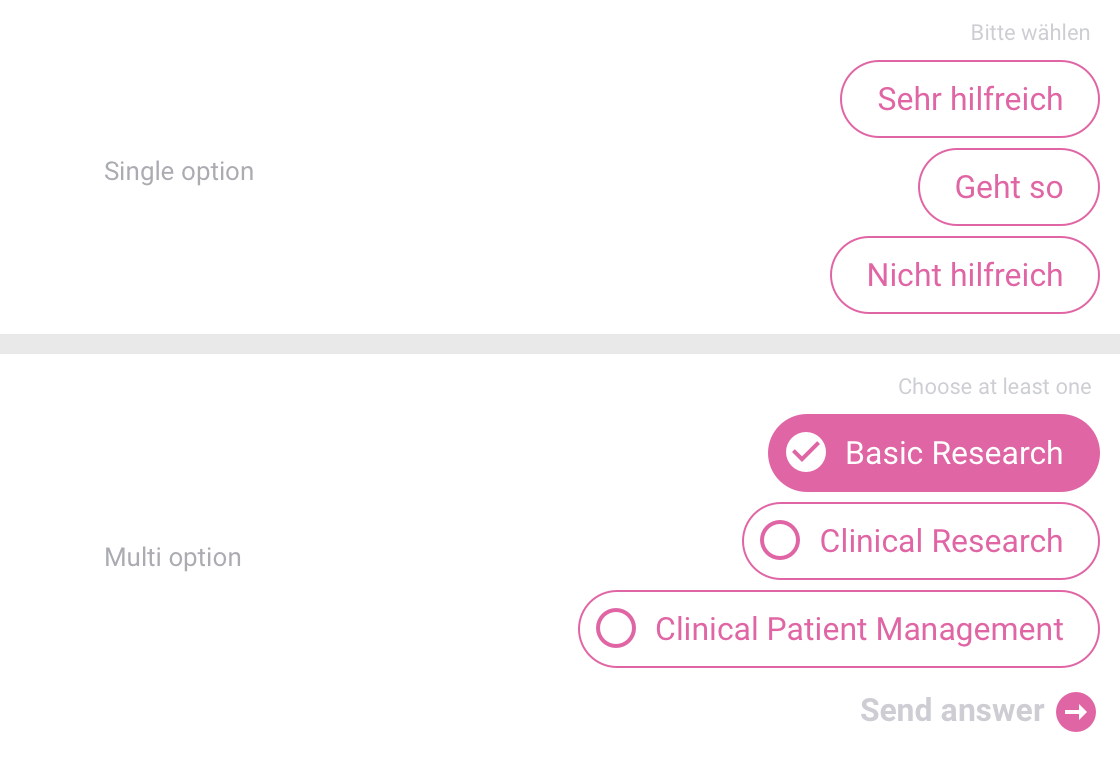 Bitte wählen
Sehr hilfreich
Single option
Geht so
Nicht hilfreich
Choose at least one
Basic Research
Clinical Research
Multi option
Clinical Patient Management
Send answer